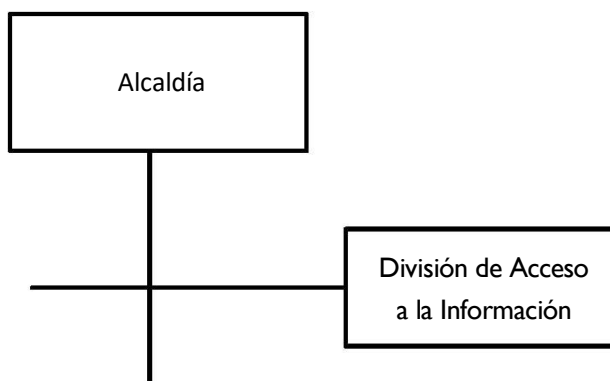 Alcaldía
División de Acceso
a la Información